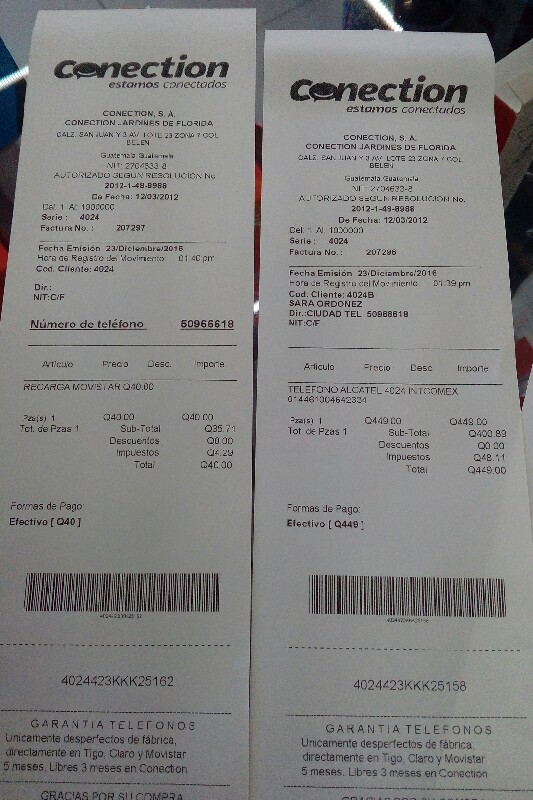 Conection
estamos conectados
CONECTION, S. A.
CONECTION JARDINES DE FLORIDA
CALZ. SAN JUAN Y 3 AV. LOTE 23 ZONA 7 COL.
BELEN
Guatemala, Guatemala
NIT: 2704633-8
AUTORIZADO SEGUN RESOLUCION No.
2012-1-48-8986
De Fecha: 12/03/2012
Del: 1 Al: 1000000
Serie : 4024
Factura No. : 207297
Fecha Emisión 23/Diciembre/2016
Hora de Registro del Movimiento 01:40 pm
Cod. Cliente: 4024
Dir.:
NIT:C/F
Número de teléfono 50966618
Artículo Precio Desc. Importe
RECARGA MOVISTAR Q40.00
Pza(s) 1 Q40.00 Q40.00
Tot. de Pzas 1 Sub-Total Q35.71
Descuentos Q0.00
Impuestos Q4.29
Total Q40.00
Formas de Pago:
Efectivo [ Q40 ]
4024423KKK25162
GARANTIA TELEFONOS
Unicamente desperfectos de fábrica,
directamente en Tigo, Claro y Movistar
5 meses, Libres 3 meses en Conection
GRACIAS POR SU COMPRA
Conection
estamos conectados
CONECTION, S. A.
CONECTION JARDINES DE FLORIDA
CALZ. SAN JUAN Y 3 AV. LOTE 23 ZONA 7 COL.
BELEN
Guatemala, Guatemala
NIT: 2704633-8
AUTORIZADO SEGUN RESOLUCION No.
2012-1-48-8986
De Fecha: 12/03/2012
Del: 1 Al: 1000000
Serie : 4024
Factura No. : 207296
Fecha Emisión 23/Diciembre/2016
Hora de Registro del Movimiento 01:39 pm
Cod. Cliente: 4024B
SARA ORDONEZ
Dir.:CIUDAD TEL 50966618
NIT:C/F
Artículo Precio Desc. Importe
TELEFONO ALCATEL 4024 INTCOMEX
014461004642334
Pza(s) 1 Q449.00 Q449.00
Tot. de Pzas 1 Sub-Total Q400.89
Descuentos Q0.00
Impuestos Q48.11
Total Q449.00
Formas de Pago:
Efectivo [ Q449 ]
4024423KKK25158
GARANTIA TELEFONOS
Unicamente desperfectos de fábrica,
directamente en Tigo, Claro y Movistar
5 meses, Libres 3 meses en Conection